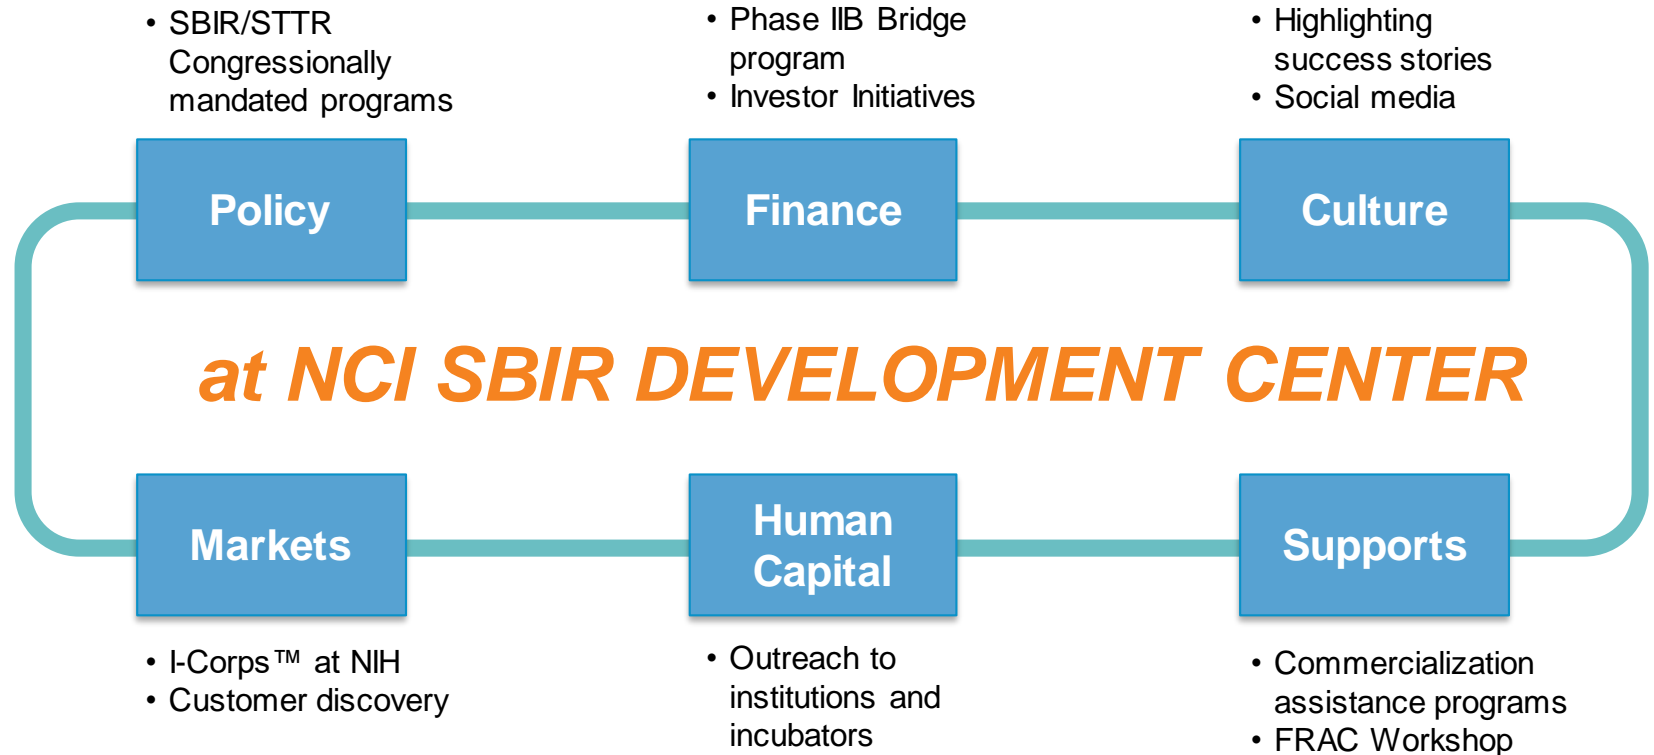 • SBIR/STTR
Congressionally
mandated programs
• Phase IIB Bridge
program
• Investor Initiatives
• Highlighting
success stories
• Social media
Policy
Finance
Culture
at NCI SBIR DEVELOPMENT CENTER
Markets
Human
Capital
Supports
• I-Corps™ at NIH
• Customer discovery
• Outreach to
institutions and
incubators
• Commercialization
assistance programs
• FRAC Workshop